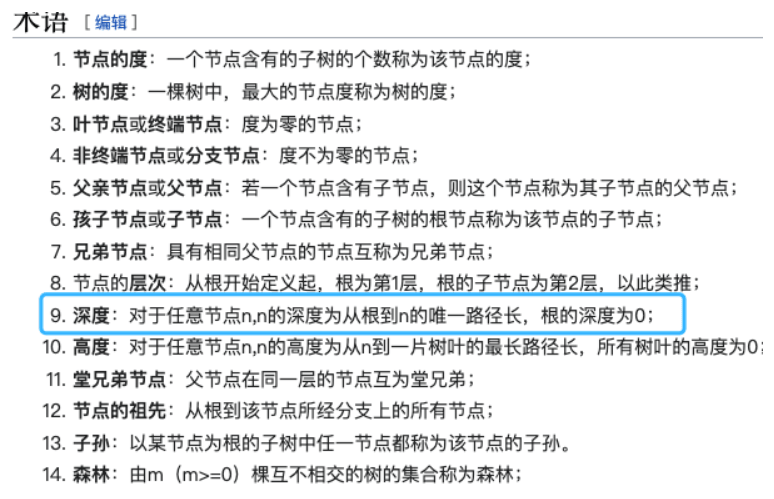 术语 [编辑]
1. 节点的度：一个节点含有的子树的个数称为该节点的度；
2. 树的度：一棵树中，最大的节点度称为树的度；
3. 叶节点或终端节点：度为零的节点；
4. 非终端节点或分支节点：度不为零的节点；
5. 父亲节点或父节点：若一个节点含有子节点，则这个节点称为其子节点的父节点；
6. 孩子节点或子节点：一个节点含有的子树的根节点称为该节点的子节点；
7. 兄弟节点：具有相同父节点的节点互称为兄弟节点；
8. 节点的层次：从根开始定义起，根为第1层，根的子节点为第2层，以此类推；
9. 深度：对于任意节点n,n的深度为从根到n的唯一路径长，根的深度为0；
10. 高度：对于任意节点n,n的高度为从n到一片树叶的最长路径长，所有树叶的高度为0；
11. 堂兄弟节点：父节点在同一层的节点互为堂兄弟；
12. 节点的祖先：从根到该节点所经分支上的所有节点；
13. 子孙：以某节点为根的子树中任一节点都称为该节点的子孙。
14. 森林：由m（m>=0）棵互不相交的树的集合称为森林；